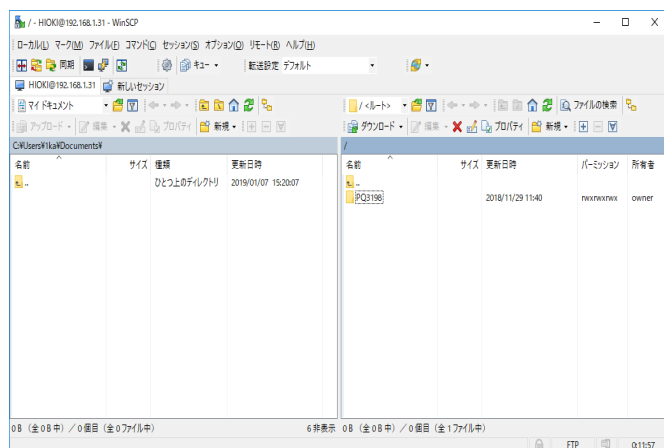 / - HIOKI@192.168.1.31 - WinSCP
ローカル(L) マーク(M) ファイル(F) コマンド(C) セッション(S) オプション(O) リモート(R) ヘルプ(H)
同期 キュー 転送設定 デフォルト
HIOKI@192.168.1.31 新しいセッション
マイ ドキュメント / <ルート> ファイルの検索
アップロード 編集 プロパティ 新規 ダウンロード 編集 プロパティ 新規
C:¥Users¥1ka¥Documents¥ /
名前 サイズ 種類 更新日時 名前 サイズ 更新日時 パーミッション 所有者
.. ひとつ上のディレクトリ 2019/01/07 15:20:07 ..
PQ3198 2018/11/29 11:40 rwxrwxrwx owner
0 B (全 0 B 中) / 0 個目 (全 0 ファイル中) 6 非表示 0 B (全 0 B 中) / 0 個目 (全 1 ファイル中)
FTP 0:11:57